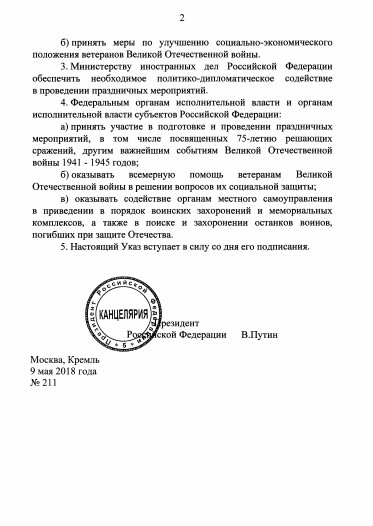 2
б) принять меры по улучшению социально-экономического
положения ветеранов Великой Отечественной войны.
3. Министерству иностранных дел Российской Федерации
обеспечить необходимое политико-дипломатическое содействие
в проведении праздничных мероприятий.
4. Федеральным органам исполнительной власти и органам
исполнительной власти субъектов Российской Федерации:
а) принять участие в подготовке и проведении праздничных
мероприятий, в том числе посвященных 75-летию решающих
сражений, другим важнейшим событиям Великой Отечественной
войны 1941 - 1945 годов;
б) оказывать всемерную помощь ветеранам Великой
Отечественной войны в решении вопросов их социальной защиты;
в) оказывать содействие органам местного самоуправления
в приведении в порядок воинских захоронений и мемориальных
комплексов, а также в поиске и захоронении останков воинов,
погибших при защите Отечества.
5. Настоящий Указ вступает в силу со дня его подписания.
Президент Российской Федерации
КАНЦЕЛЯРИЯ
* 5 *
Президент
Российской Федерации В.Путин
Москва, Кремль
9 мая 2018 года
№ 211